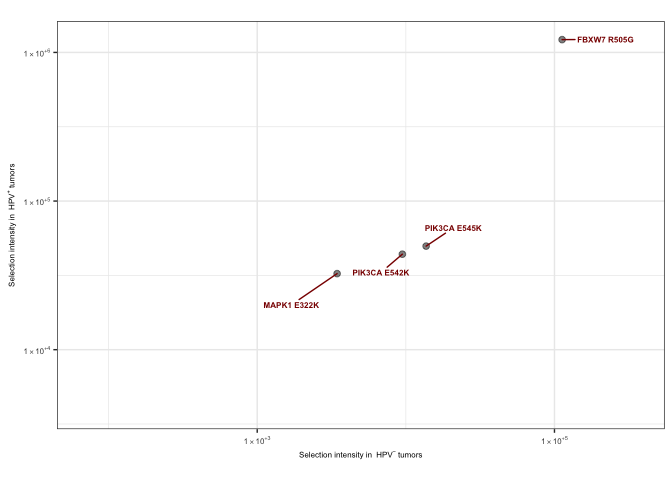 1 × 10⁺⁶
FBXW7 R505G
1 × 10⁺⁵
PIK3CA E545K
PIK3CA E542K
MAPK1 E322K
1 × 10⁺⁴
Selection intensity in HPV⁺ tumors
1 × 10⁺³
1 × 10⁺⁵
Selection intensity in HPV⁻ tumors